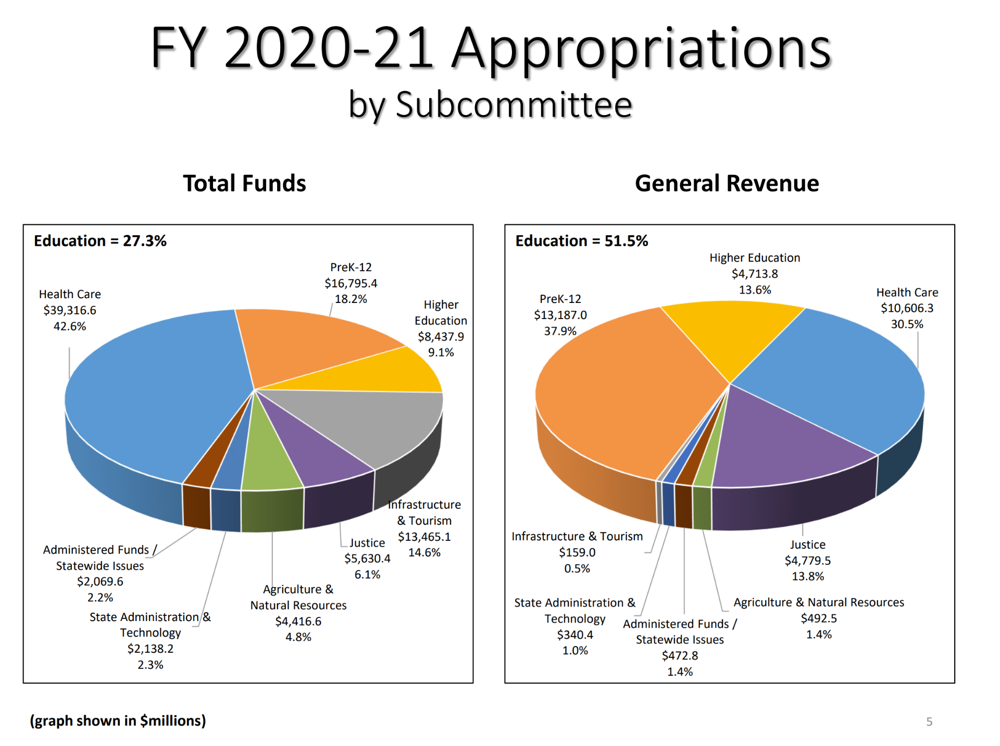 FY 2020-21 Appropriations
by Subcommittee
Total Funds
Education = 27.3%
PreK-12
$16,795.4
18.2%
Health Care
$39,316.6
42.6%
Higher
Education
$8,437.9
9.1%
Infrastructure
& Tourism
$13,465.1
14.6%
Justice
$5,630.4
6.1%
Administered Funds /
Statewide Issues
$2,069.6
2.2%
Agriculture &
Natural Resources
$4,416.6
4.8%
State Administration &
Technology
$2,138.2
2.3%
General Revenue
Education = 51.5%
Higher Education
$4,713.8
13.6%
PreK-12
$13,187.0
37.9%
Health Care
$10,606.3
30.5%
Infrastructure & Tourism
$159.0
0.5%
Justice
$4,779.5
13.8%
State Administration &
Technology
$340.4
1.0%
Administered Funds /
Statewide Issues
$472.8
1.4%
Agriculture & Natural Resources
$492.5
1.4%
(graph shown in $millions)
5